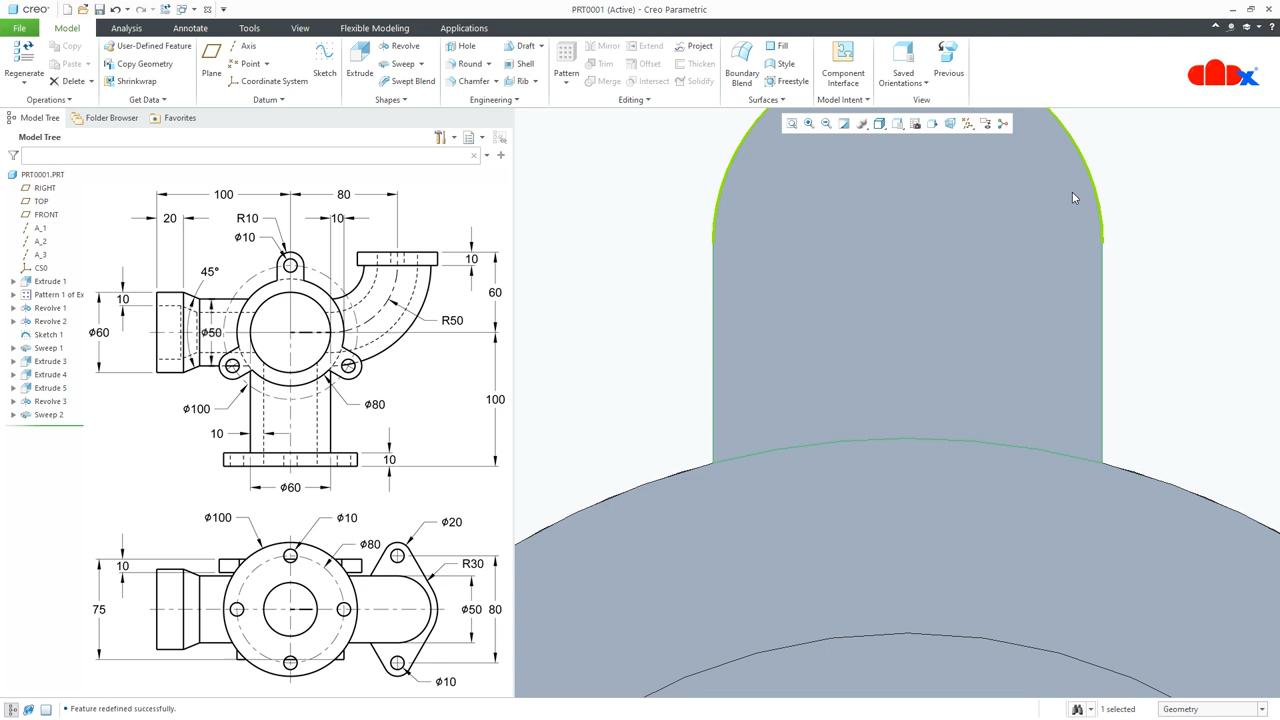 creo
PRT0001 (Active) - Creo Parametric
File Model Analysis Annotate Tools View Flexible Modeling Applications
Regenerate
Copy
Paste
Delete
Operations
User-Defined Feature
Copy Geometry
Shrinkwrap
Get Data
Plane
Axis
Point
Coordinate System
Sketch
Datum
Extrude
Revolve
Sweep
Swept Blend
Shapes
Hole
Round
Chamfer
Draft
Shell
Rib
Engineering
Pattern
Mirror
Trim
Merge
Extend
Offset
Intersect
Project
Thicken
Solidify
Editing
Boundary
Blend
Fill
Style
Freestyle
Surfaces
Component
Interface
Model Intent
Saved
Orientations
Previous
View
Model Tree Folder Browser Favorites
Model Tree
PRT0001.PRT
RIGHT
TOP
FRONT
A_1
A_2
A_3
CS0
Extrude 1
Pattern 1 of Ex
Revolve 1
Revolve 2
Sketch 1
Sweep 1
Extrude 3
Extrude 4
Extrude 5
Revolve 3
Sweep 2
100 80
20 R10 10
ϕ10
45° 10
10 60
ϕ60 ϕ50 R50
100
ϕ100 ϕ80
10 10
ϕ60
ϕ100 ϕ10 ϕ20
ϕ80
10 R30
75 ϕ50 80
ϕ10
Feature redefined successfully.
1 selected
Geometry